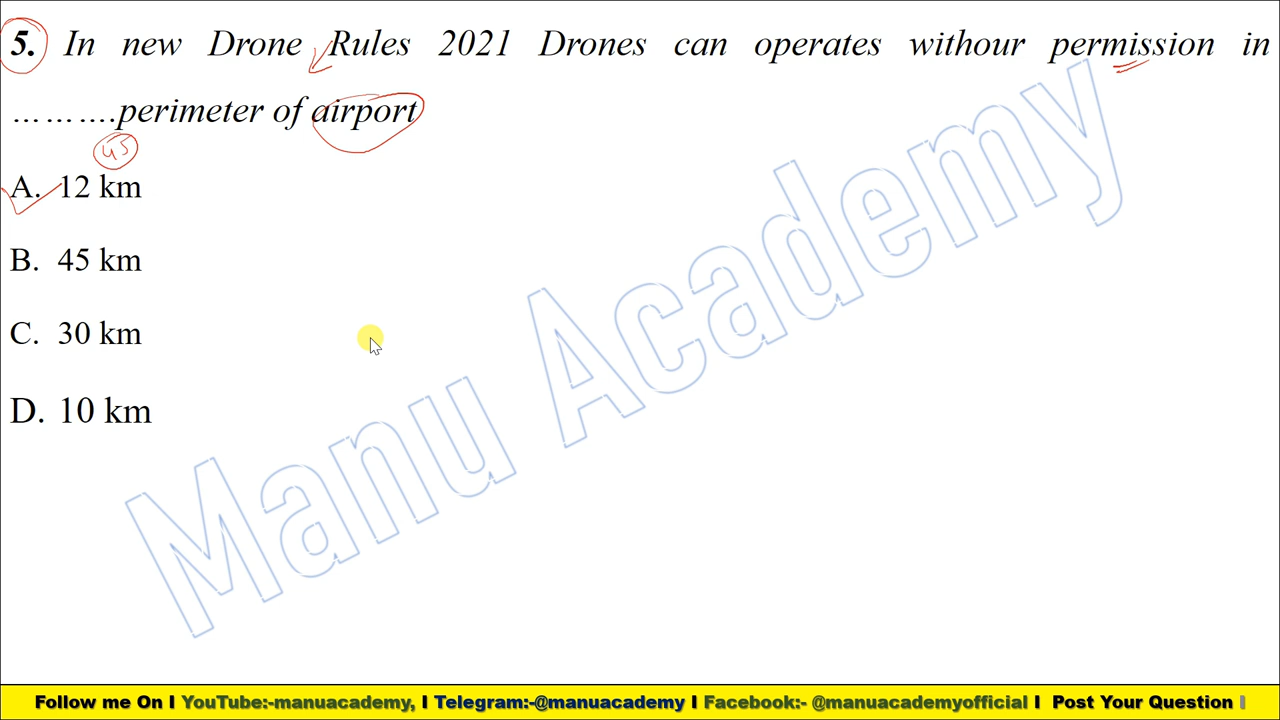 5. In new Drone Rules 2021 Drones can operates withour permission in
……….perimeter of airport
45
A. 12 km
B. 45 km
C. 30 km
D. 10 km
Manu Academy
Follow me On I YouTube:-manuacademy, I Telegram:-@manuacademy I Facebook:- @manuacademyofficial I Post Your Question I